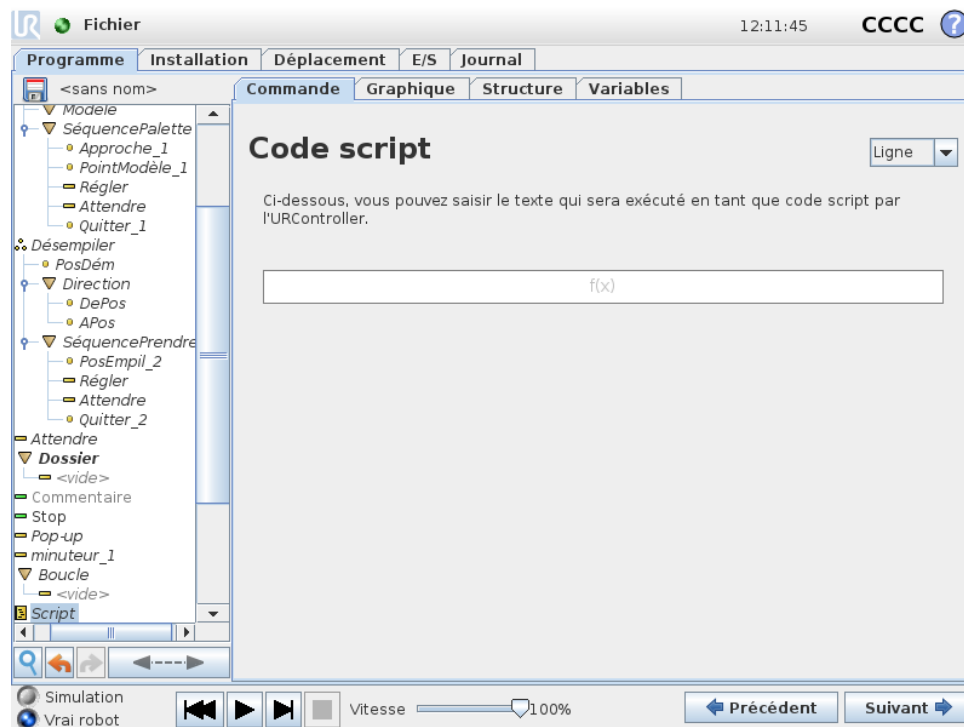 UR Fichier 12:11:45 CCCC ?
Programme Installation Déplacement E/S Journal
<sans nom> Commande Graphique Structure Variables
Modèle
SéquencePalette
Approche_1
PointModèle_1
Régler
Attendre
Quitter_1
Désempiler
PosDém
Direction
DePos
APos
SéquencePrendre
PosEmpil_2
Régler
Attendre
Quitter_2
Attendre
Dossier
<vide>
Commentaire
Stop
Pop-up
minuteur_1
Boucle
<vide>
Script
Code script
Ligne
Ci-dessous, vous pouvez saisir le texte qui sera exécuté en tant que code script par
l'URController.
f(x)
Simulation
Vrai robot
Vitesse 100%
Précédent Suivant